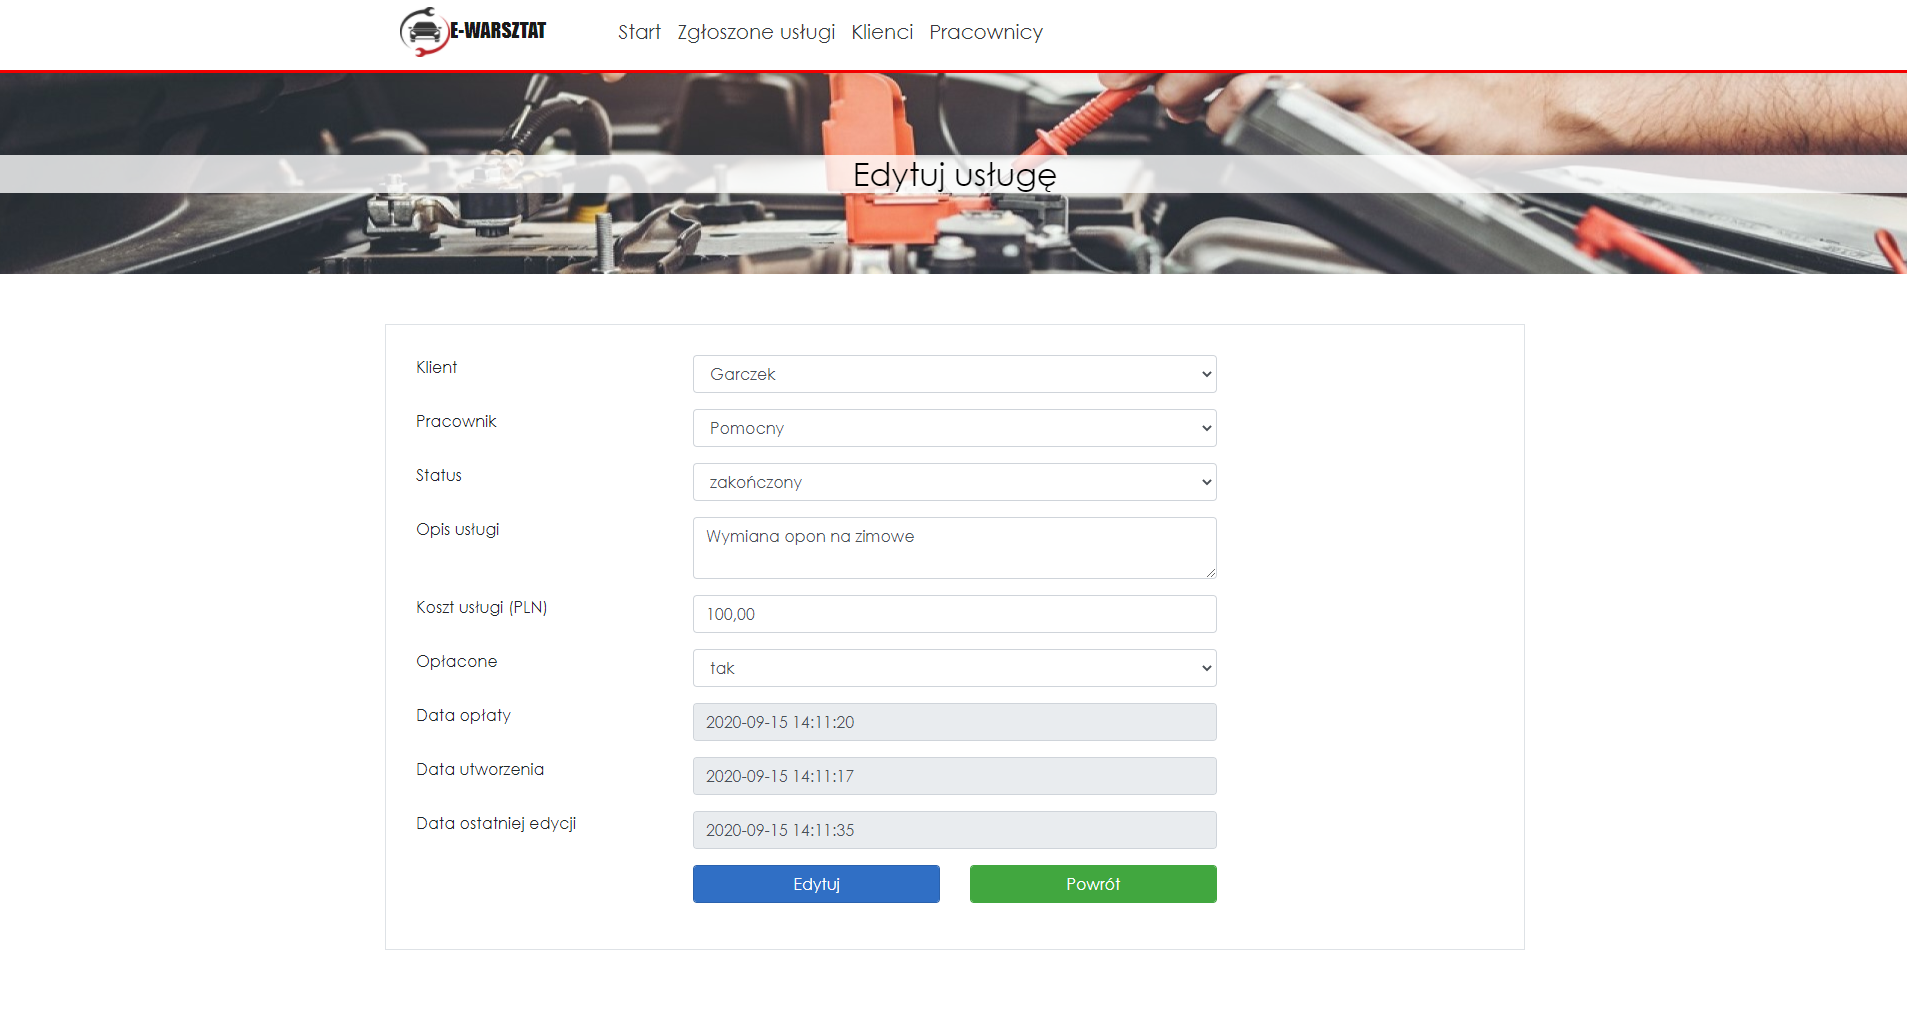 E-WARSZTAT
Start Zgłoszone usługi Klienci Pracownicy
Edytuj usługę
Klient
Garczek
Pracownik
Pomocny
Status
zakończony
Opis usługi
Wymiana opon na zimowe
Koszt usługi (PLN)
100,00
Opłacone
tak
Data opłaty
2020-09-15 14:11:20
Data utworzenia
2020-09-15 14:11:17
Data ostatniej edycji
2020-09-15 14:11:35
Edytuj
Powrót